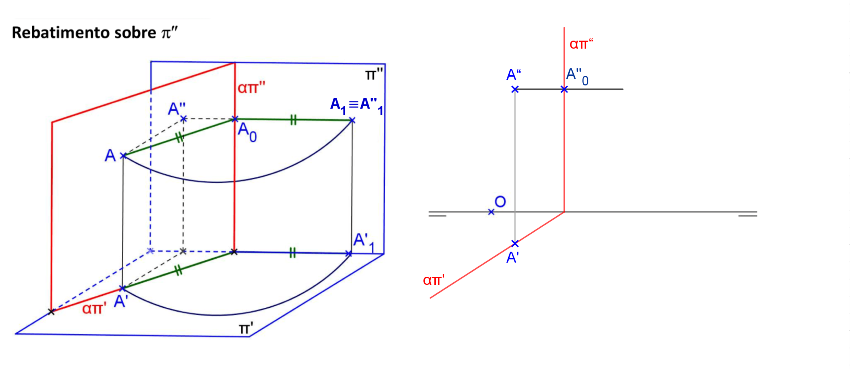 Rebatimento sobre π”
π"
απ"
A"
A₁≡A"₁
A₀
A
A'₁
A'
απ'
π'
απ“
A“
A"₀
O
A'
απ'